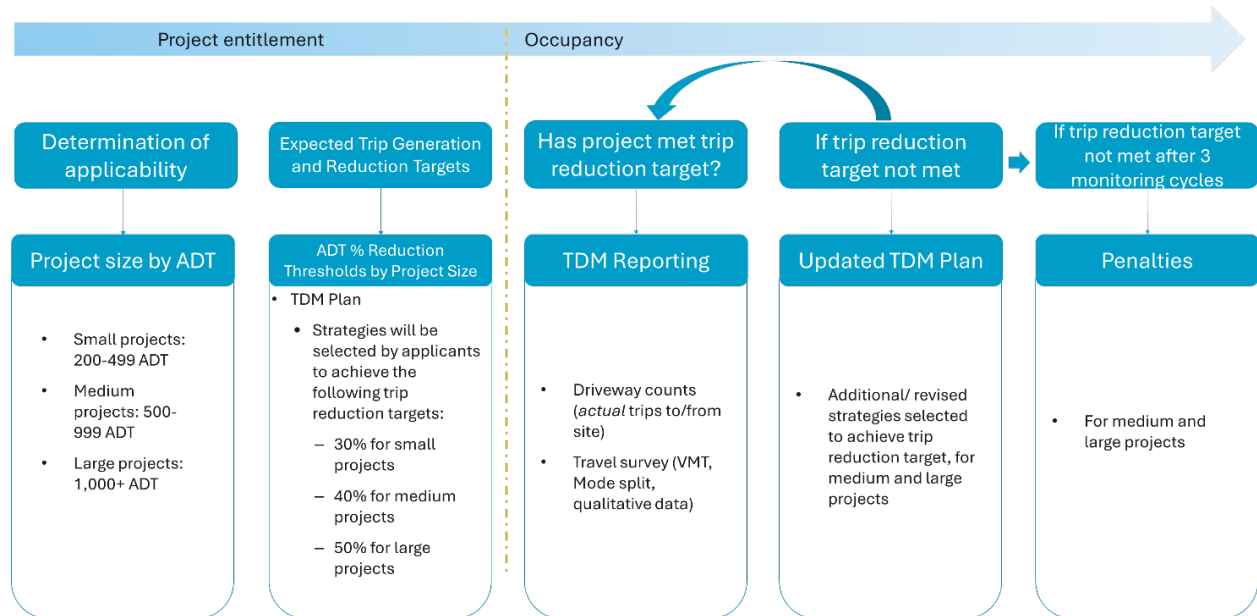 Project entitlement
Occupancy
Determination of
applicability
Expected Trip Generation
and Reduction Targets
Has project met trip
reduction target?
If trip reduction
target not met
If trip reduction target
not met after 3
monitoring cycles
Project size by ADT
• Small projects:
200-499 ADT
• Medium
projects: 500-
999 ADT
• Large projects:
1,000+ ADT
ADT % Reduction
Thresholds by Project Size
• TDM Plan
• Strategies will be
selected by applicants
to achieve the
following trip
reduction targets:
– 30% for small
projects
– 40% for medium
projects
– 50% for large
projects
TDM Reporting
• Driveway counts
(actual trips to/from
site)
• Travel survey (VMT,
Mode split,
qualitative data)
Updated TDM Plan
• Additional/ revised
strategies selected
to achieve trip
reduction target, for
medium and large
projects
Penalties
• For medium and
large projects